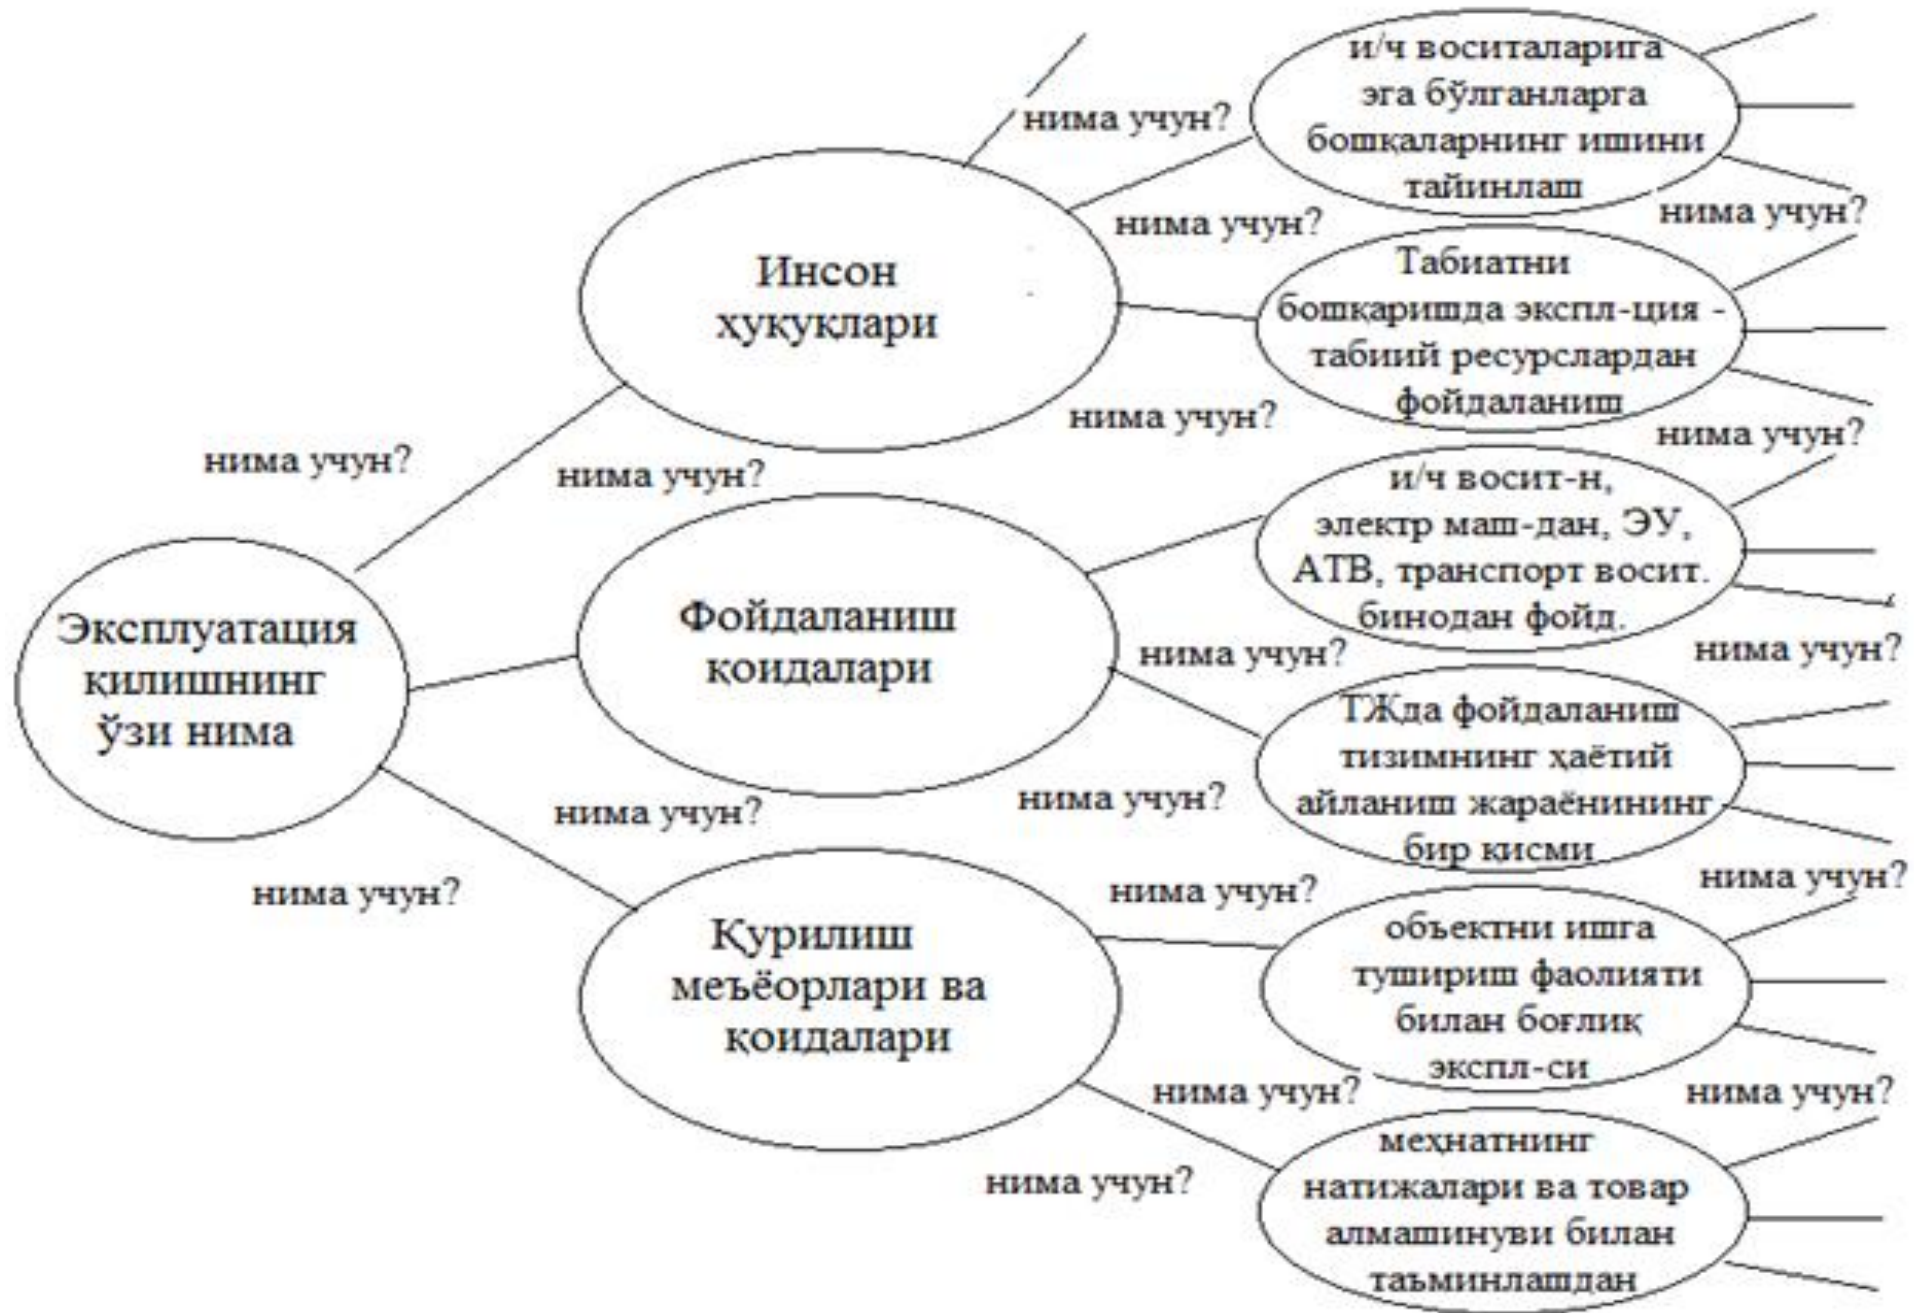 Эксплуатация
қилишнинг
ўзи нима
нима учун?
нима учун?
нима учун?
нима учун?
Инсон
ҳуқуқлари
Фойдаланиш
қоидалари
Қурилиш
меъёорлари ва
қоидалари
нима учун?
нима учун?
нима учун?
нима учун?
нима учун?
нима учун?
нима учун?
нима учун?
и/ч воситаларига
эга бўлганларга
бошқаларнинг ишини
тайинлаш
Табиатни
бошқаришда экспл-ция -
табиий ресурслардан
фойдаланиш
и/ч восит-н,
электр маш-дан, ЭУ,
АТВ, транспорт восит.
бинодан фойд.
ТЖда фойдаланиш
тизимнинг ҳаётий
айланиш жараёнининг
бир қисми
объектни ишга
тушириш фаолияти
билан боғлиқ
экспл-си
меҳнатнинг
натижалари ва товар
алмашинуви билан
таъминлашдан
нима учун?
нима учун?
нима учун?
нима учун?
нима учун?